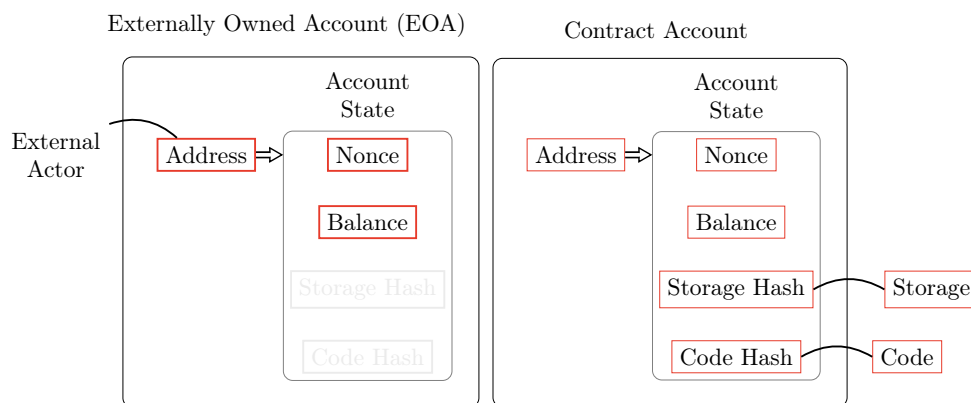 Externally Owned Account (EOA)
Contract Account
Account
State
External
Actor
Address
Nonce
Balance
Storage Hash
Code Hash
Account
State
Address
Nonce
Balance
Storage Hash
Storage
Code Hash
Code